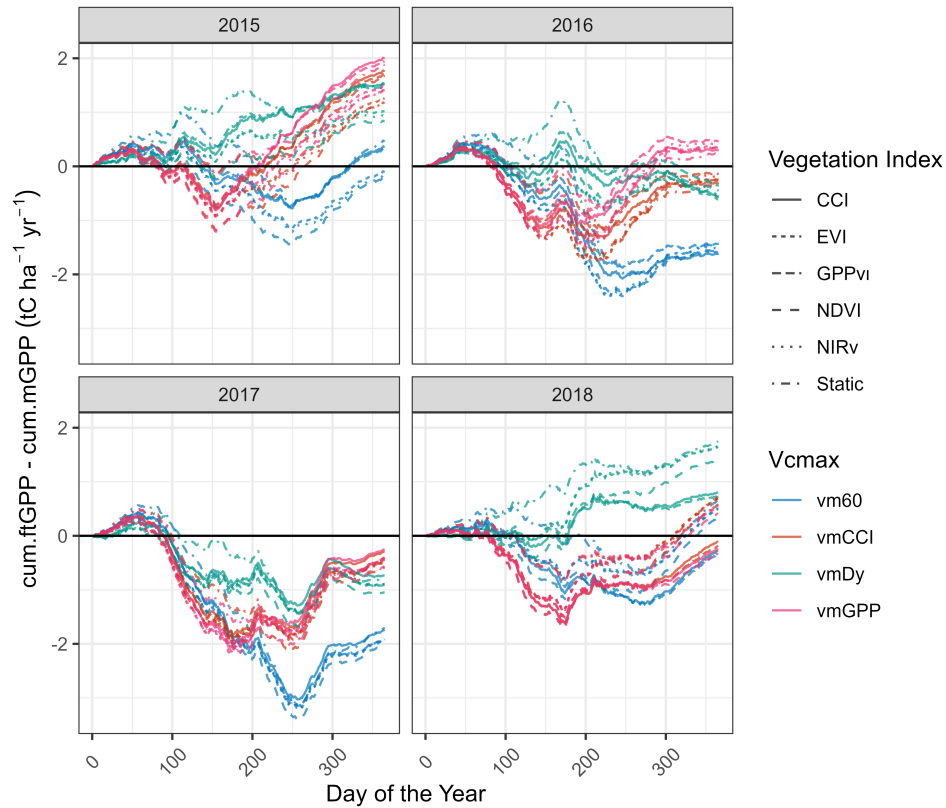 2015
2016
2
0
-2
2017
2018
2
0
-2
0
100
200
300
0
100
200
300
Day of the Year
cum.ftGPP - cum.mGPP (tC ha⁻¹ yr⁻¹)
Vegetation Index
CCI
EVI
GPPvı
NDVI
NIRv
Static
Vcmax
vm60
vmCCI
vmDy
vmGPP